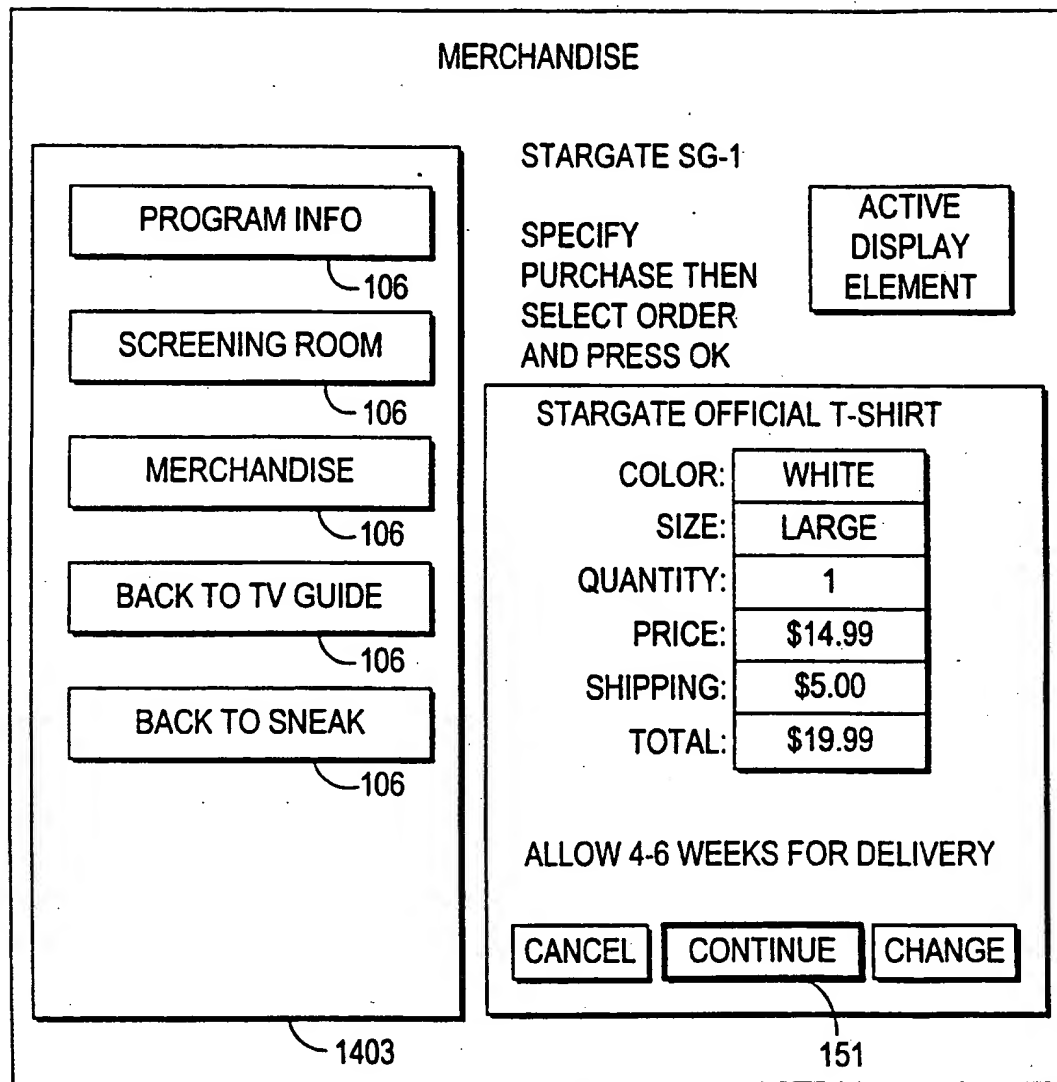 MERCHANDISE
PROGRAM INFO
106
SCREENING ROOM
106
MERCHANDISE
106
BACK TO TV GUIDE
106
BACK TO SNEAK
106
1403
STARGATE SG-1
SPECIFY
PURCHASE THEN
SELECT ORDER
AND PRESS OK
ACTIVE
DISPLAY
ELEMENT
STARGATE OFFICIAL T-SHIRT
COLOR: WHITE
SIZE: LARGE
QUANTITY: 1
PRICE: $14.99
SHIPPING: $5.00
TOTAL: $19.99
ALLOW 4-6 WEEKS FOR DELIVERY
CANCEL CONTINUE CHANGE
151